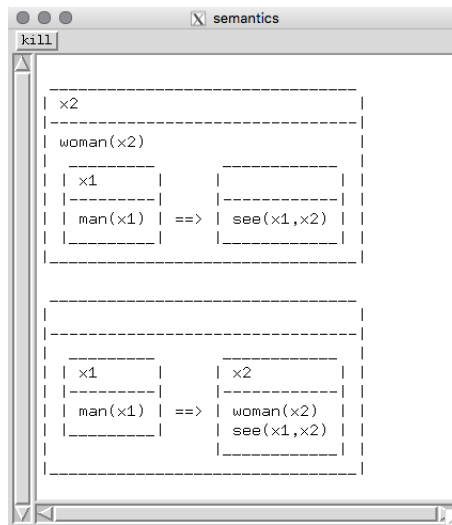 semantics
kill
x2
woman(x2)
x1
man(x1) ==> see(x1,x2)
x1 x2
man(x1) ==> woman(x2)
see(x1,x2)